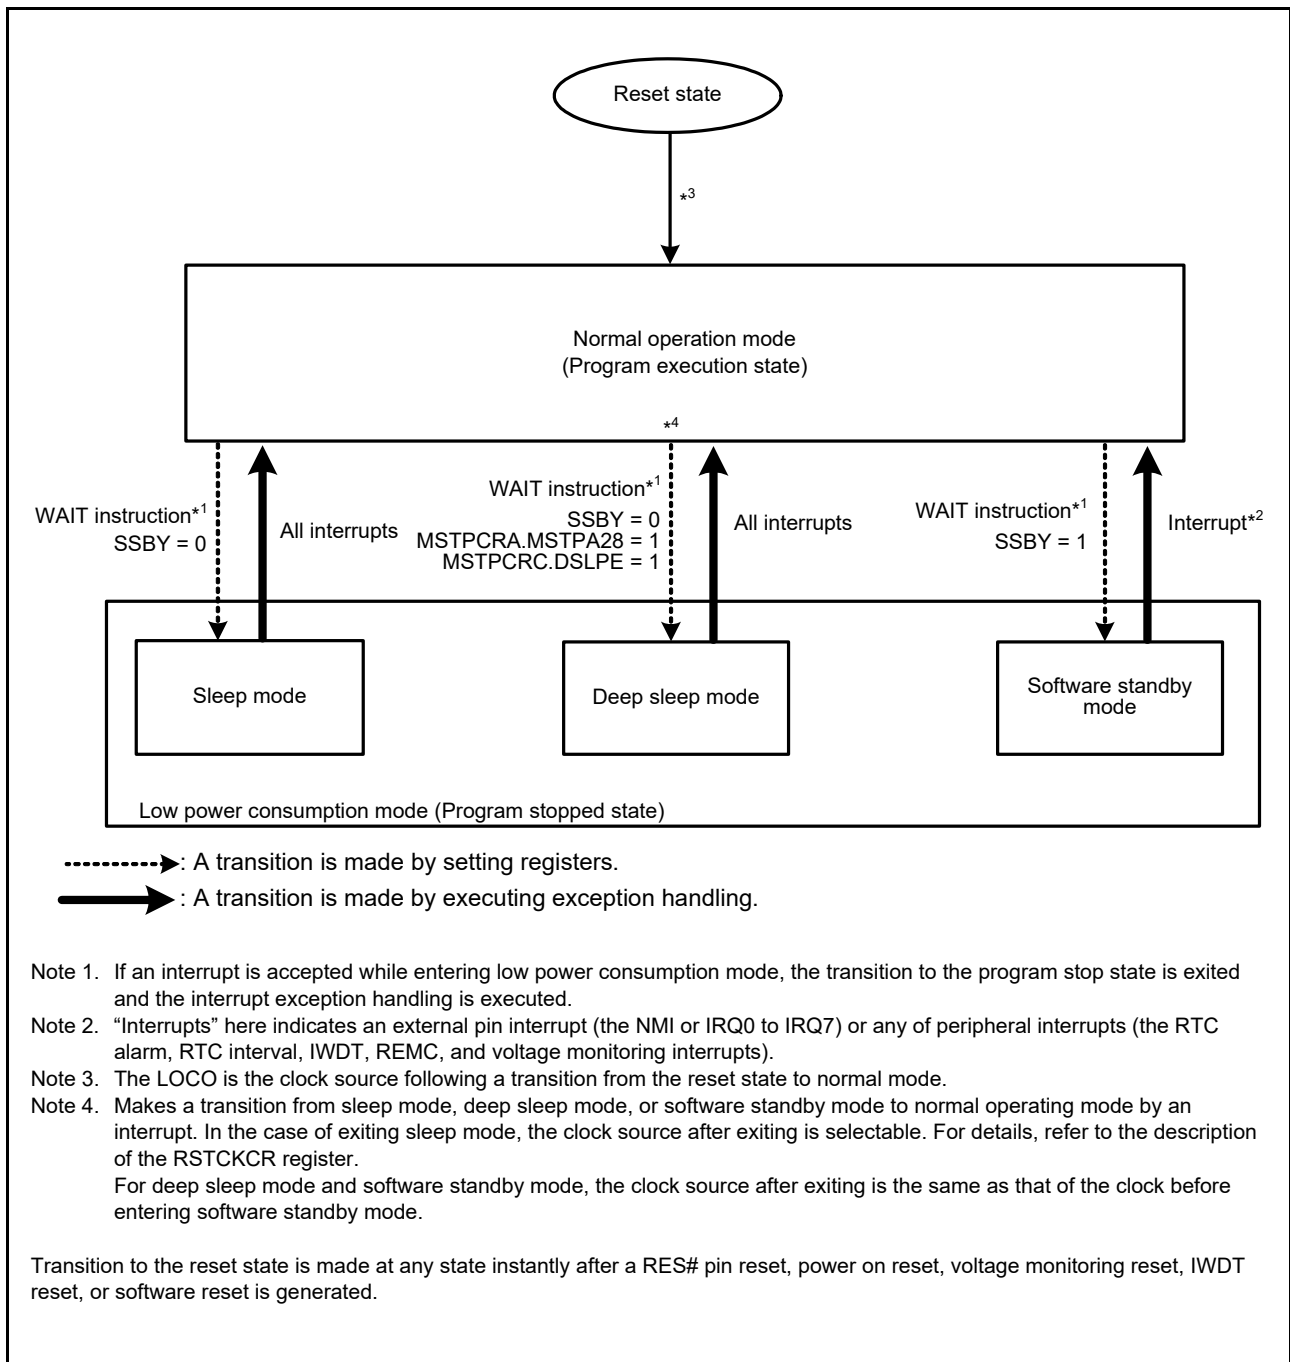 Reset state
*3
Normal operation mode
(Program execution state)
*4
WAIT instruction*1
SSBY = 0
All interrupts
WAIT instruction*1
SSBY = 0
MSTPCRA.MSTPA28 = 1
MSTPCRC.DSLPE = 1
All interrupts
WAIT instruction*1
SSBY = 1
Interrupt*2
Sleep mode
Deep sleep mode
Software standby
mode
Low power consumption mode (Program stopped state)
: A transition is made by setting registers.
: A transition is made by executing exception handling.
Note 1. If an interrupt is accepted while entering low power consumption mode, the transition to the program stop state is exited
and the interrupt exception handling is executed.
Note 2. “Interrupts” here indicates an external pin interrupt (the NMI or IRQ0 to IRQ7) or any of peripheral interrupts (the RTC
alarm, RTC interval, IWDT, REMC, and voltage monitoring interrupts).
Note 3. The LOCO is the clock source following a transition from the reset state to normal mode.
Note 4. Makes a transition from sleep mode, deep sleep mode, or software standby mode to normal operating mode by an
interrupt. In the case of exiting sleep mode, the clock source after exiting is selectable. For details, refer to the description
of the RSTCKCR register.
For deep sleep mode and software standby mode, the clock source after exiting is the same as that of the clock before
entering software standby mode.
Transition to the reset state is made at any state instantly after a RES# pin reset, power on reset, voltage monitoring reset, IWDT
reset, or software reset is generated.